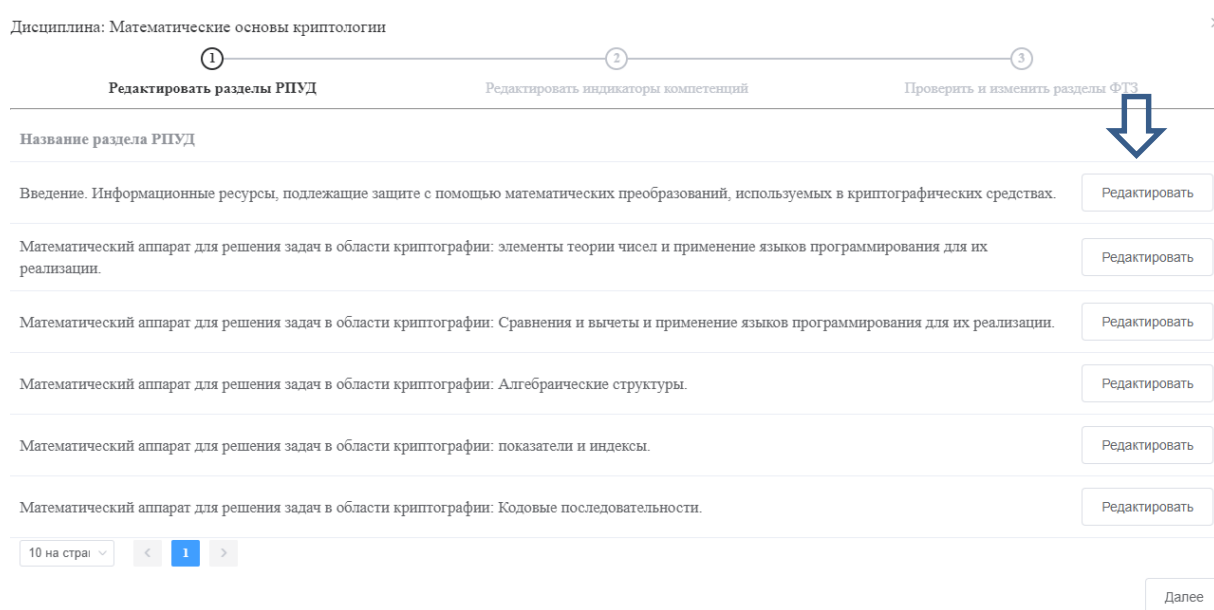 Дисциплина: Математические основы криптологии
1 2 3
Редактировать разделы РПУД Редактировать индикаторы компетенций Проверить и изменить разделы ФТЗ
Название раздела РПУД
Введение. Информационные ресурсы, подлежащие защите с помощью математических преобразований, используемых в криптографических средствах. Редактировать
Математический аппарат для решения задач в области криптографии: элементы теории чисел и применение языков программирования для их
реализации. Редактировать
Математический аппарат для решения задач в области криптографии: Сравнения и вычеты и применение языков программирования для их реализации. Редактировать
Математический аппарат для решения задач в области криптографии: Алгебраические структуры. Редактировать
Математический аппарат для решения задач в области криптографии: показатели и индексы. Редактировать
Математический аппарат для решения задач в области криптографии: Кодовые последовательности. Редактировать
10 на стра 1
Далее